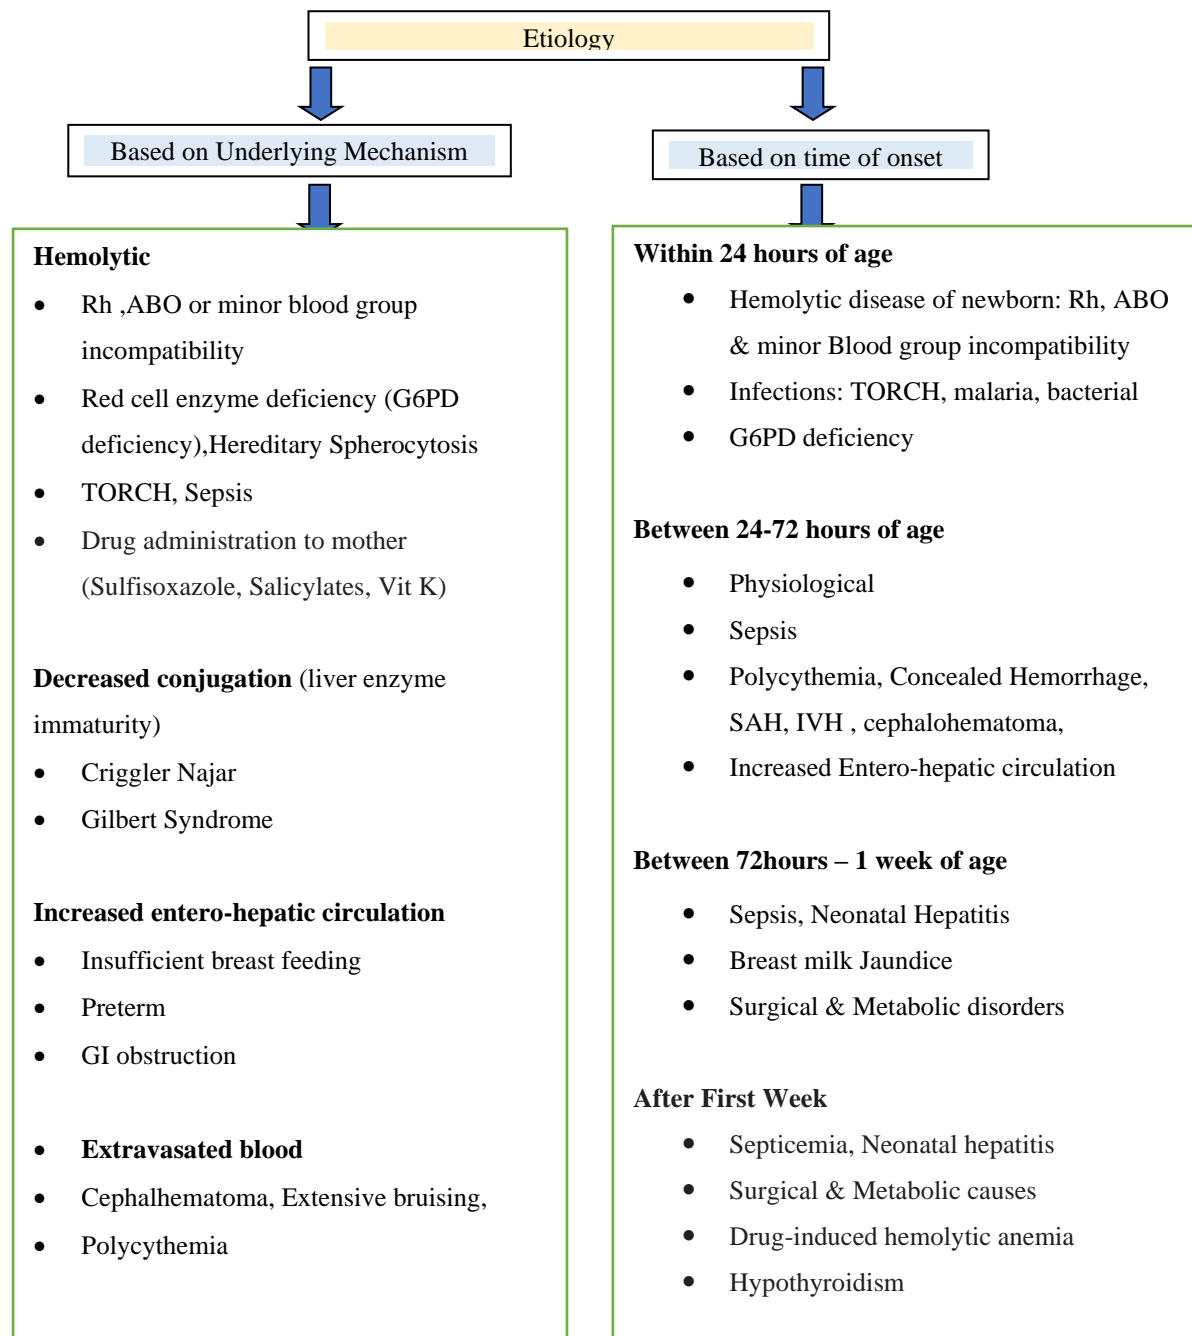 Etiology
Based on Underlying Mechanism
Based on time of onset
Hemolytic
• Rh ,ABO or minor blood group
incompatibility
• Red cell enzyme deficiency (G6PD
deficiency),Hereditary Spherocytosis
• TORCH, Sepsis
• Drug administration to mother
(Sulfisoxazole, Salicylates, Vit K)
Decreased conjugation (liver enzyme
immaturity)
• Criggler Najar
• Gilbert Syndrome
Increased entero-hepatic circulation
• Insufficient breast feeding
• Preterm
• GI obstruction
• Extravasated blood
• Cephalhematoma, Extensive bruising,
• Polycythemia
Within 24 hours of age
• Hemolytic disease of newborn: Rh, ABO
& minor Blood group incompatibility
• Infections: TORCH, malaria, bacterial
• G6PD deficiency
Between 24-72 hours of age
• Physiological
• Sepsis
• Polycythemia, Concealed Hemorrhage,
SAH, IVH , cephalohematoma,
• Increased Entero-hepatic circulation
Between 72hours – 1 week of age
• Sepsis, Neonatal Hepatitis
• Breast milk Jaundice
• Surgical & Metabolic disorders
After First Week
• Septicemia, Neonatal hepatitis
• Surgical & Metabolic causes
• Drug-induced hemolytic anemia
• Hypothyroidism